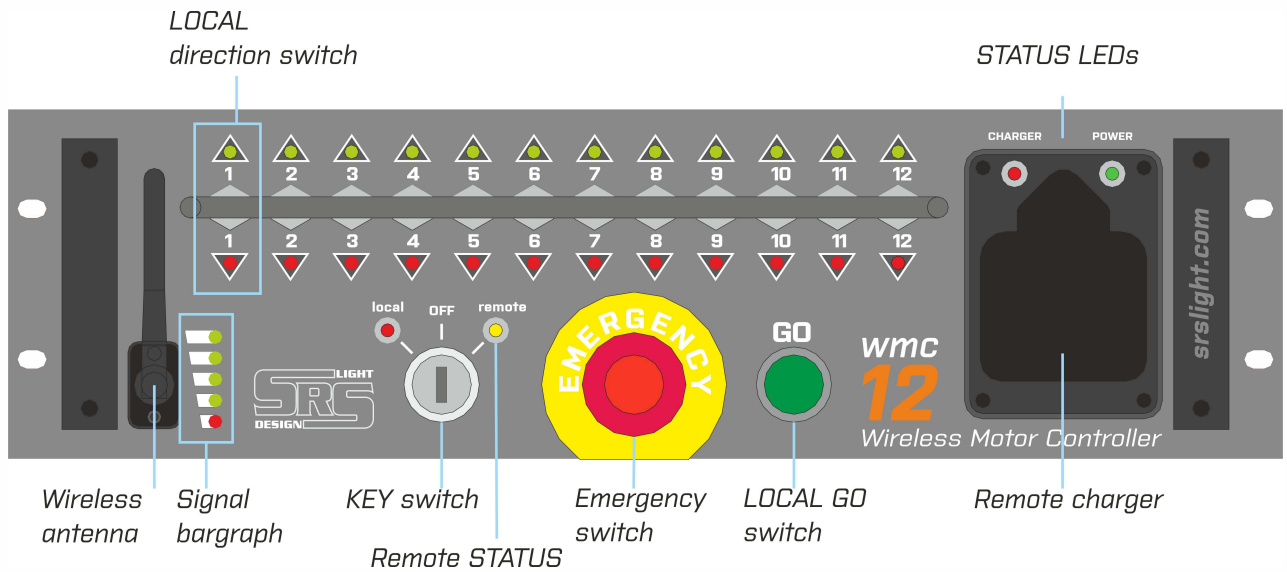 LOCAL
direction switch
STATUS LEDs
CHARGER POWER
1 2 3 4 5 6 7 8 9 10 11 12
1 2 3 4 5 6 7 8 9 10 11 12
local OFF remote
EMERGENCY
GO
LIGHT
SRS
DESIGN
wmc
12
Wireless Motor Controller
srslight.com
Wireless
antenna
Signal
bargraph
KEY switch
Remote STATUS
Emergency
switch
LOCAL GO
switch
Remote charger